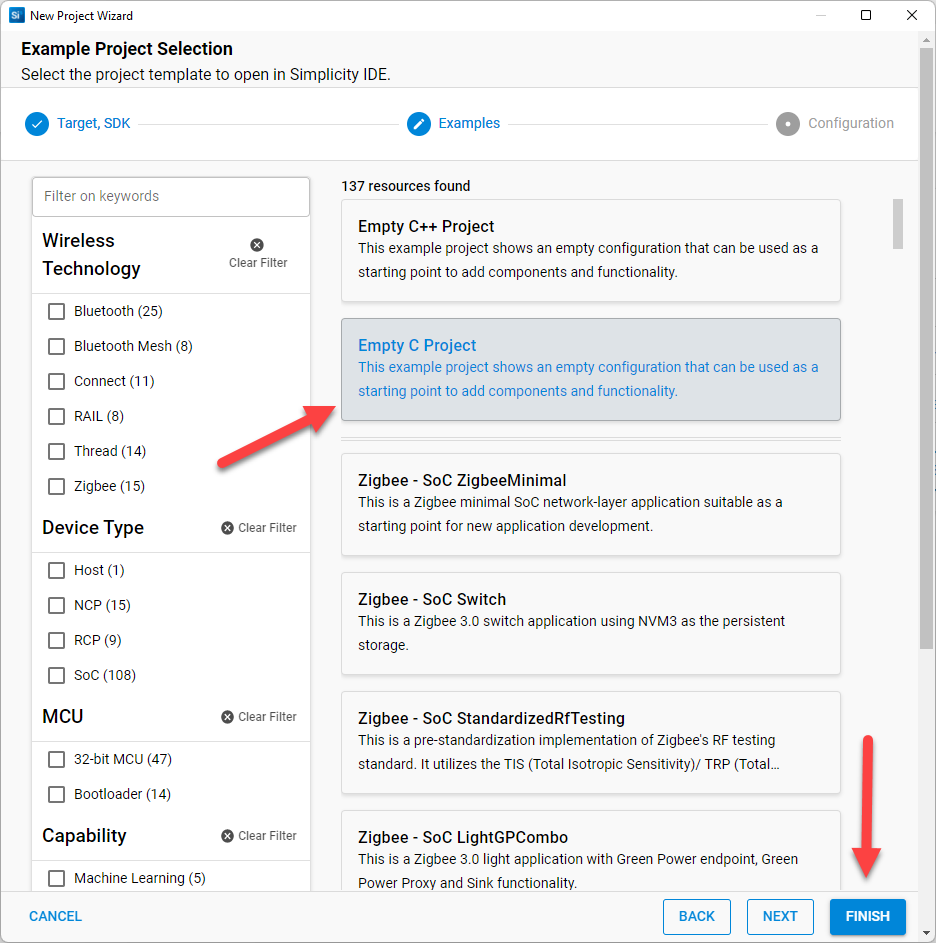 Si New Project Wizard
Example Project Selection
Select the project template to open in Simplicity IDE.
Target, SDK
Examples
Configuration
Filter on keywords
Wireless
Technology
Clear Filter
Bluetooth (25)
Bluetooth Mesh (8)
Connect (11)
RAIL (8)
Thread (14)
Zigbee (15)
Device Type
Clear Filter
Host (1)
NCP (15)
RCP (9)
SoC (108)
MCU
Clear Filter
32-bit MCU (47)
Bootloader (14)
Capability
Clear Filter
Machine Learning (5)
137 resources found
Empty C++ Project
This example project shows an empty configuration that can be used as a
starting point to add components and functionality.
Empty C Project
This example project shows an empty configuration that can be used as a
starting point to add components and functionality.
Zigbee - SoC ZigbeeMinimal
This is a Zigbee minimal SoC network-layer application suitable as a
starting point for new application development.
Zigbee - SoC Switch
This is a Zigbee 3.0 switch application using NVM3 as the persistent
storage.
Zigbee - SoC StandardizedRfTesting
This is a pre-standardization implementation of Zigbee's RF testing
standard. It utilizes the TIS (Total Isotropic Sensitivity)/ TRP (Total...
Zigbee - SoC LightGPCombo
This is a Zigbee 3.0 light application with Green Power endpoint, Green
Power Proxy and Sink functionality.
CANCEL
BACK
NEXT
FINISH